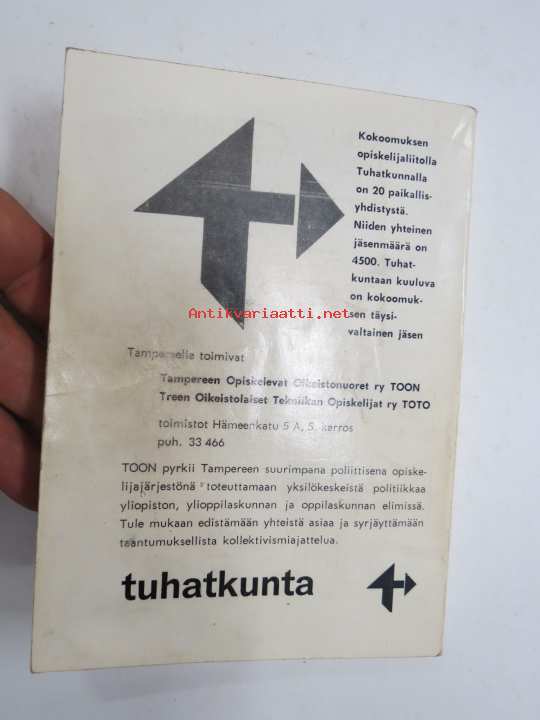 Kokoomuksen
opiskelijaliitolla
Tuhatkunnalla
on 20 paikallis-
yhdistystä.
Niiden yhteinen
jäsenmäärä on
4500. Tuhat-
kuntaan kuuluva
on kokoomuk-
sen täysi-
valtainen jäsen
Antikvariaatti.net
Tampereella toimivat
Tampereen Opiskelevat Oikeistonuoret ry TOON
Treen Oikeistolaiset Tekniikan Opiskelijat ry TOTO
toimistot Hämeenkatu 5 A, 5. kerros
puh. 33 466
TOON pyrkii Tampereen suurimpana poliittisena opiske-
lijajärjestönä toteuttamaan yksilökeskeistä politiikkaa
yliopiston, ylioppilaskunnan ja oppilaskunnan elimissä.
Tule mukaan edistämään yhteistä asiaa ja syrjäyttämään
taantumuksellista kollektivismiajattelua.
tuhatkunta